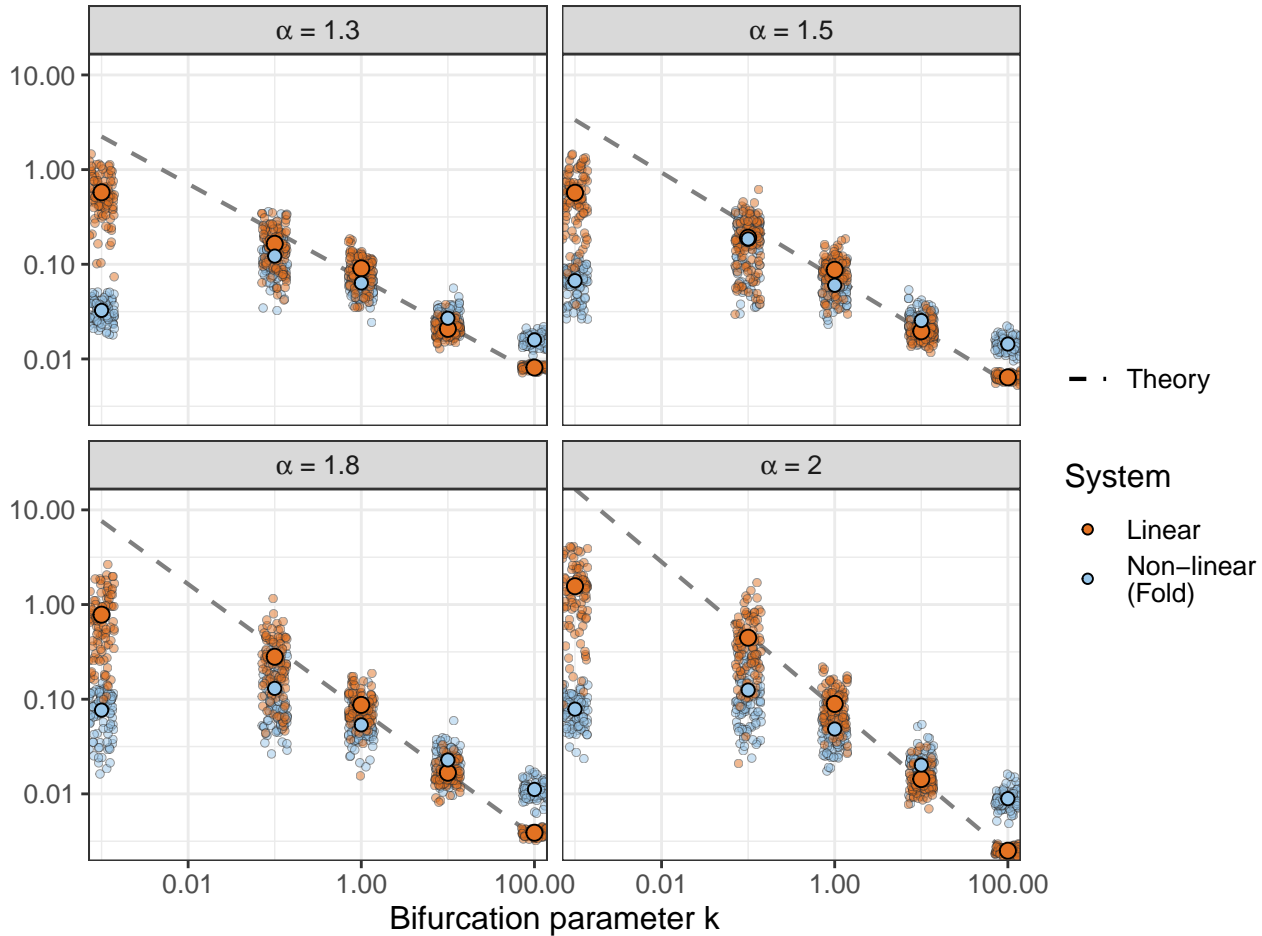 α = 1.3
α = 1.5
10.00
1.00
0.10
0.01
α = 1.8
α = 2
10.00
1.00
0.10
0.01
0.01 1.00 100.00
0.01 1.00 100.00
Bifurcation parameter k
Theory
System
Linear
Non−linear
(Fold)